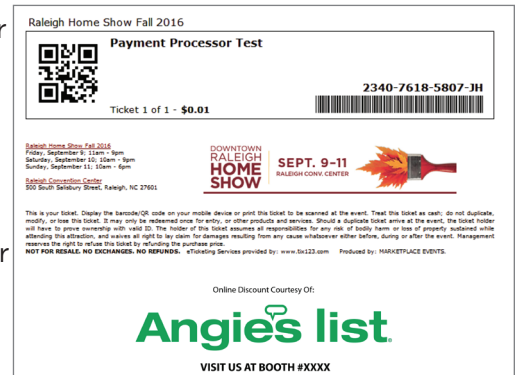 r
Raleigh Home Show Fall 2016
Payment Processor Test
2340-7618-5807-JH
Ticket 1 of 1 - $0.01
Raleigh Home Show Fall 2016
Friday, September 9; 11am - 9pm
Saturday, September 10; 10am - 9pm
Sunday, September 11; 10am - 6pm
Raleigh Convention Center
500 South Salisbury Street, Raleigh, NC 27601
DOWNTOWN
RALEIGH
HOME
SHOW
SEPT. 9–11
RALEIGH CONV. CENTER
This is your ticket. Display the barcode/QR code on your mobile device or print this ticket to be scanned at the event. Treat this ticket as cash; do not duplicate,
modify, or lose this ticket. It may only be redeemed once for entry, or other products and services. Should a duplicate ticket arrive at the event, the ticket holder
will have to prove ownership with valid ID. The holder of this ticket assumes all responsibilities for any risk of bodily harm or loss of property sustained while
attending this attraction, and waives all right to lay claim for damages resulting from any cause whatsoever either before, during or after the event. Management
reserves the right to refuse this ticket by refunding the purchase price.
NOT FOR RESALE. NO EXCHANGES. NO REFUNDS. eTicketing Services provided by: www.tix123.com Produced by: MARKETPLACE EVENTS.
r
Online Discount Courtesy Of:
Angie's list.
VISIT US AT BOOTH #XXXX